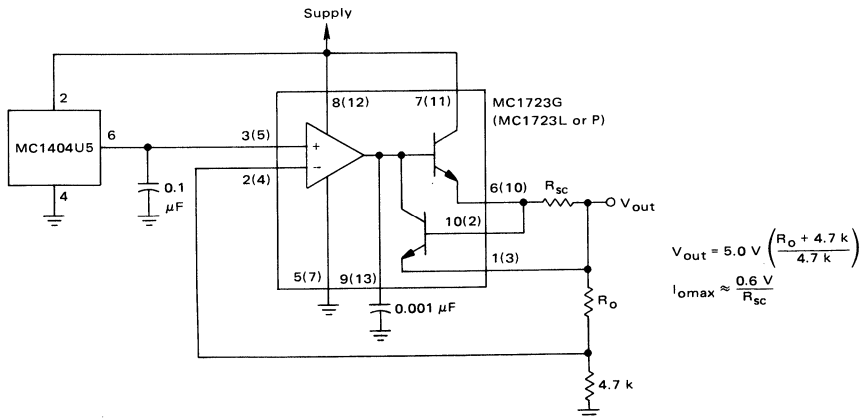 Supply
2
8(12)
7(11)
MC1723G
(MC1723L or P)
MC1404U5
6
3(5)
+
−
2(4)
4
0.1
μF
6(10)
Rsc
Vout
10(2)
1(3)
5(7)
9(13)
0.001 μF
Ro
4.7 k
Vout = 5.0 V (Ro + 4.7 k / 4.7 k)
Iomax ≈ 0.6 V / Rsc